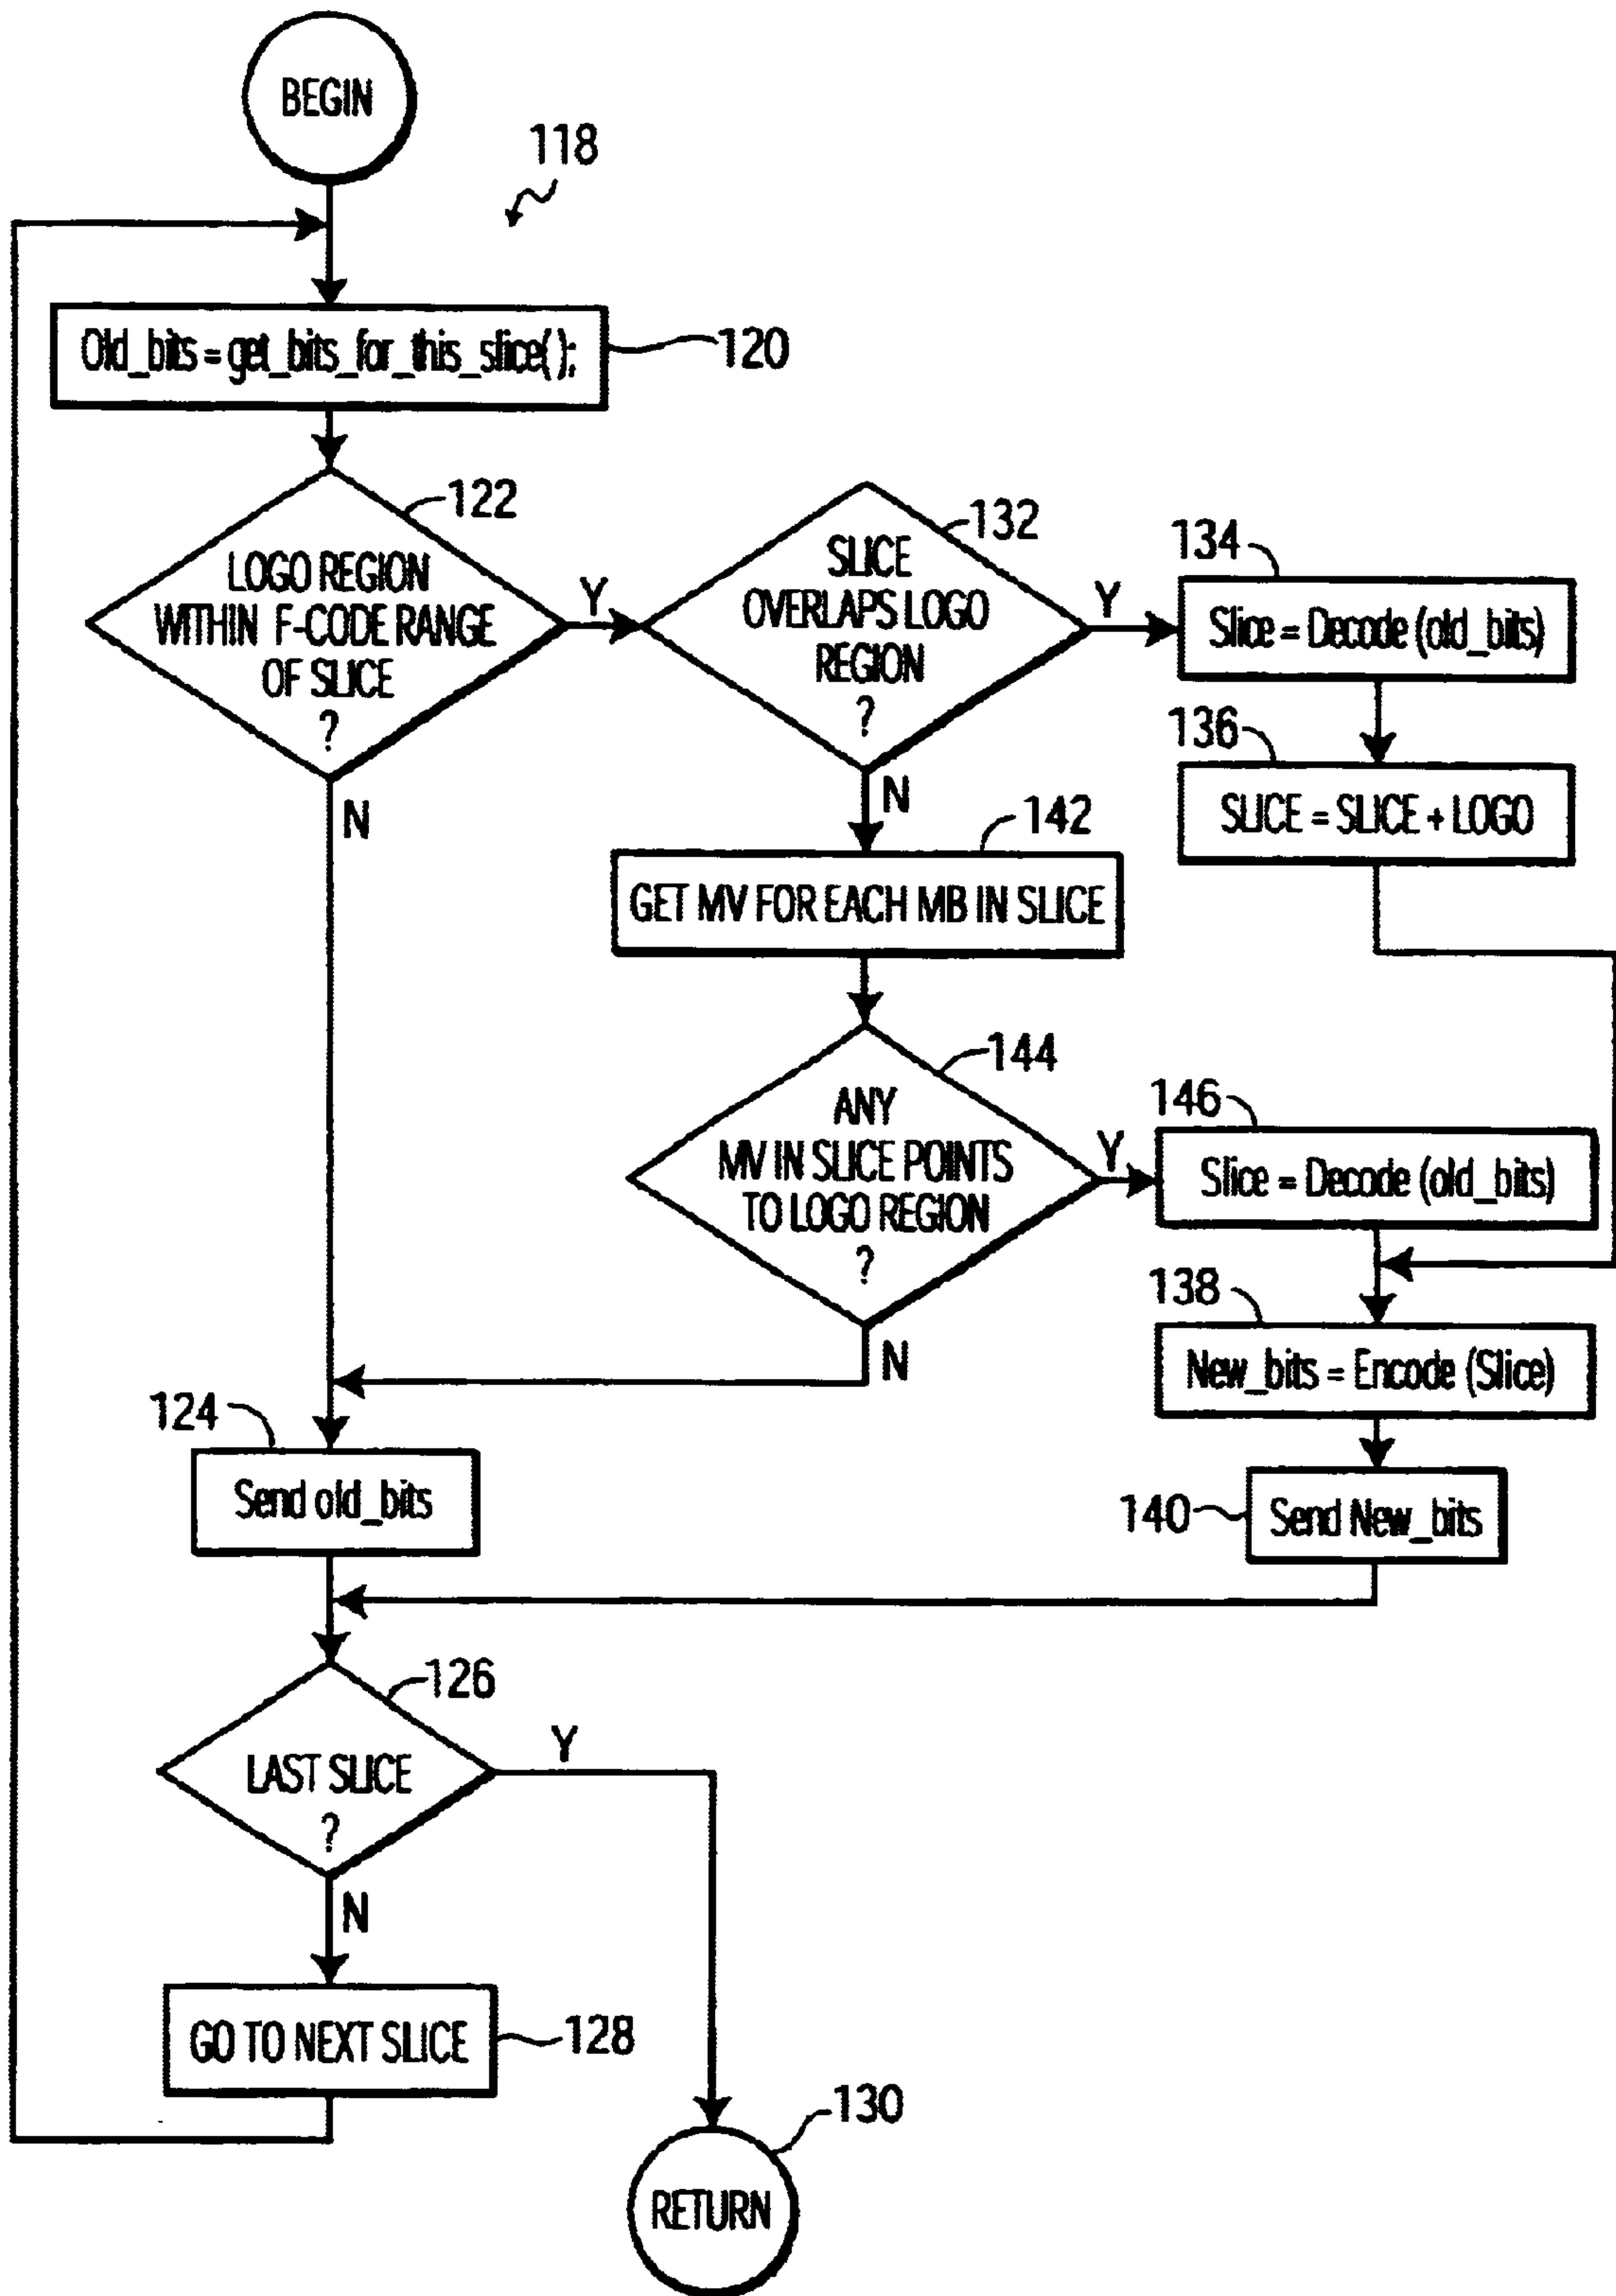 BEGIN
118
Old_bits = get_bits_for_this_slice();
120
122
LOGO REGION
WITHIN F-CODE RANGE
OF SLICE
?
Y
N
132
SLICE
OVERLAPS LOGO
REGION
?
Y
N
134
Slice = Decode (old_bits)
136
SLICE = SLICE + LOGO
142
GET MV FOR EACH MB IN SLICE
144
ANY
MV IN SLICE POINTS
TO LOGO REGION
?
Y
N
146
Slice = Decode (old_bits)
138
New_bits = Encode (Slice)
124
Send old_bits
140
Send New_bits
126
LAST SLICE
?
Y
N
GO TO NEXT SLICE
128
130
RETURN